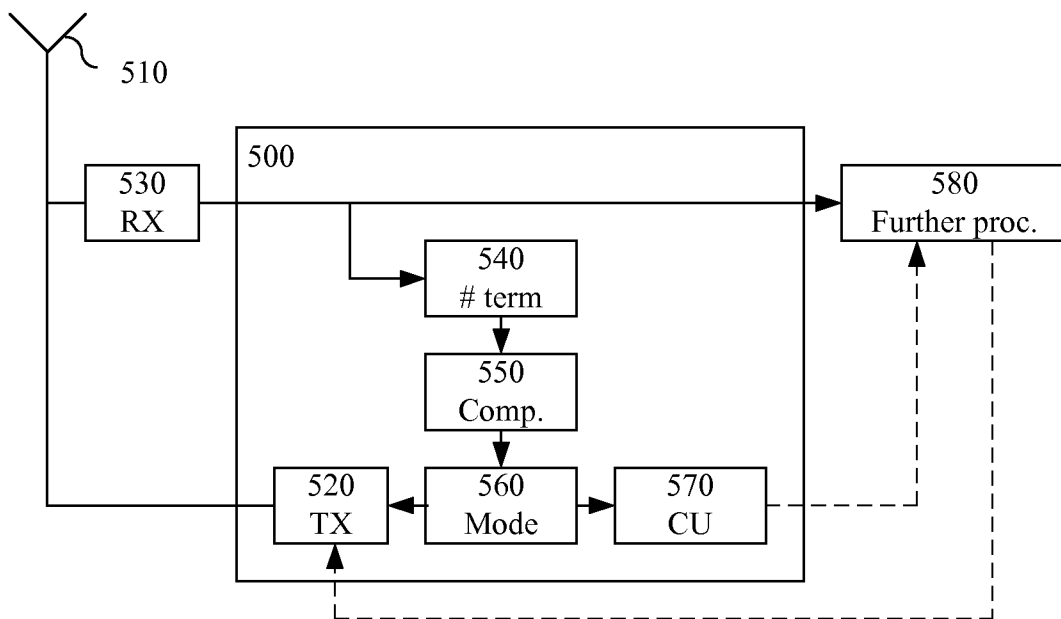 510
500
530
RX
580
Further proc.
540
# term
550
Comp.
520
TX
560
Mode
570
CU